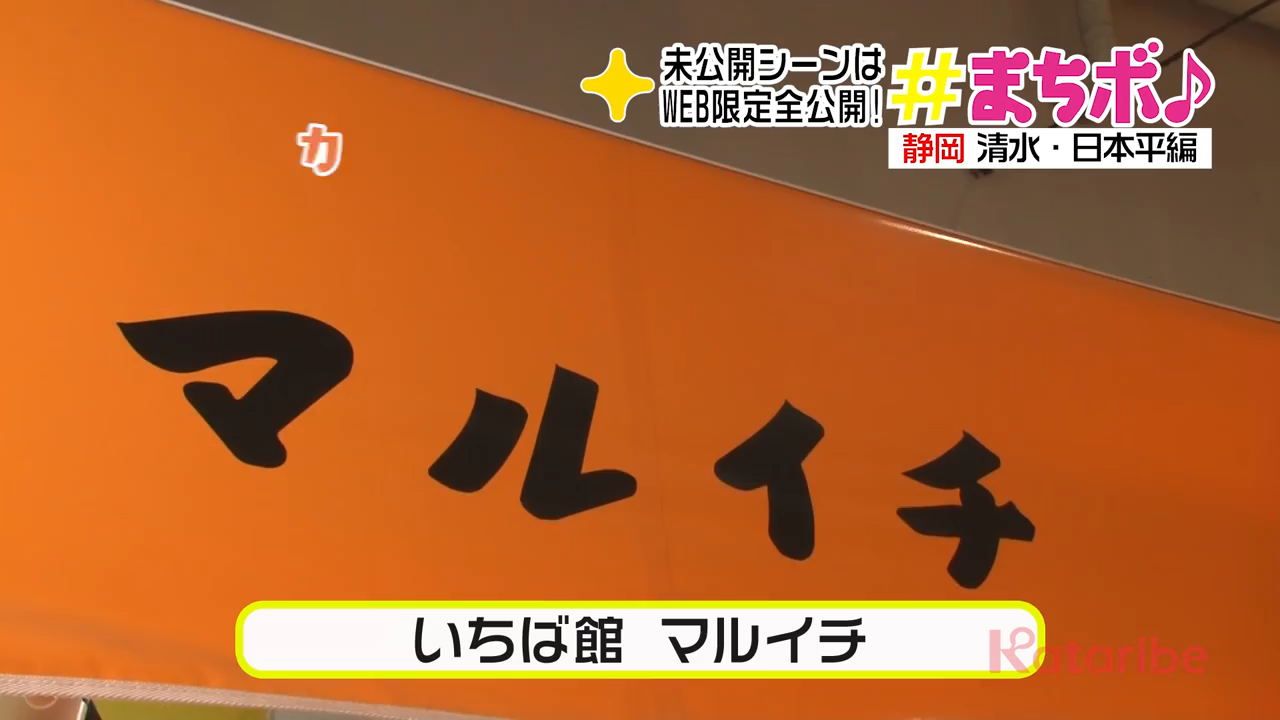 未公開シーンは
WEB限定全公開!
#まちボ♪
静岡 清水・日本平編
カ
マルイチ
いちば館 マルイチ
Kataribe